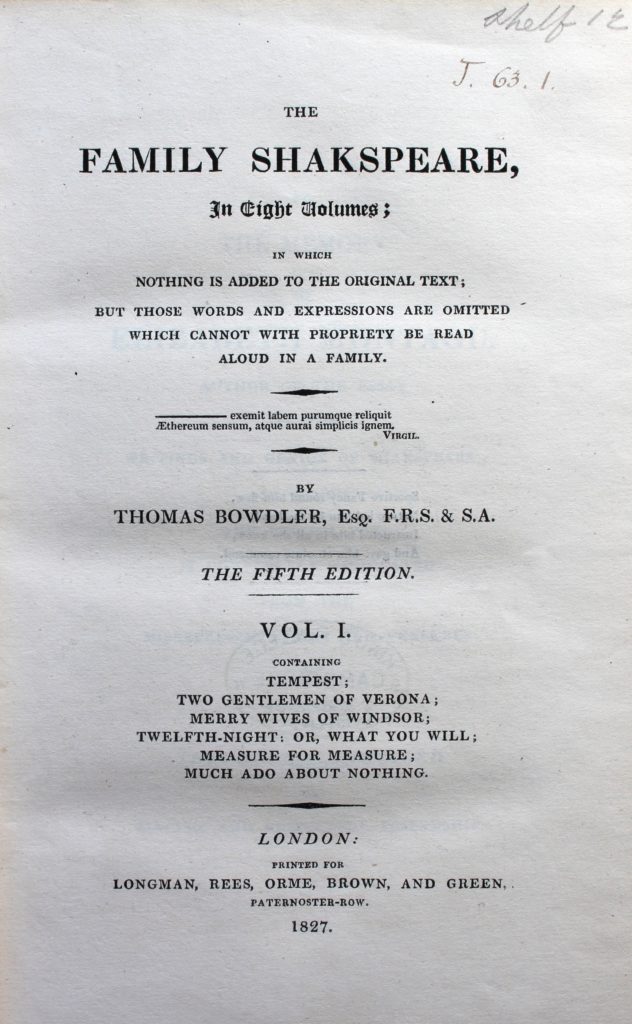 Shelf 12
J. 63. 1.
THE
FAMILY SHAKSPEARE,
In Eight Volumes;
IN WHICH
NOTHING IS ADDED TO THE ORIGINAL TEXT;
BUT THOSE WORDS AND EXPRESSIONS ARE OMITTED
WHICH CANNOT WITH PROPRIETY BE READ
ALOUD IN A FAMILY.
exemit labem purumque reliquit
Æthereum sensum, atque aurai simplicis ignem.
VIRGIL.
BY
THOMAS BOWDLER, ESQ. F.R.S. & S.A.
THE FIFTH EDITION.
VOL. I.
CONTAINING
TEMPEST;
TWO GENTLEMEN OF VERONA;
MERRY WIVES OF WINDSOR;
TWELFTH-NIGHT: OR, WHAT YOU WILL;
MEASURE FOR MEASURE;
MUCH ADO ABOUT NOTHING.
LONDON:
PRINTED FOR
LONGMAN, REES, ORME, BROWN, AND GREEN,
PATERNOSTER-ROW.
1827.